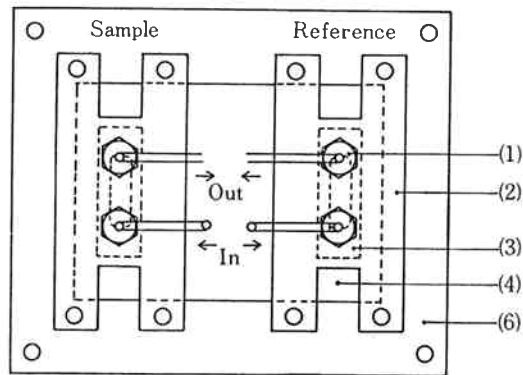 Sample
Reference
(1)
(2)
Out
(3)
In
(4)
(6)